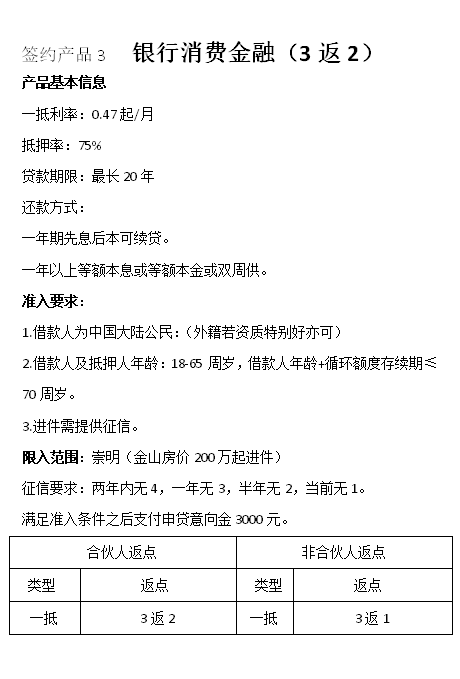 签约产品3 银行消费金融（3 返 2）
产品基本信息
一抵利率：0.47 起/月
抵押率：75%
贷款期限：最长 20 年
还款方式：
一年期先息后本可续贷。
一年以上等额本息或等额本金或双周供。
准入要求：
1.借款人为中国大陆公民：（外籍若资质特别好亦可）
2.借款人及抵押人年龄：18-65 周岁，借款人年龄+循环额度存续期≤
70 周岁。
3.进件需提供征信。
限入范围：崇明（金山房价 200 万起进件）
征信要求：两年内无 4，一年无 3，半年无 2，当前无 1。
满足准入条件之后支付申贷意向金 3000 元。
合伙人返点 非合伙人返点
类型 返点 类型 返点
一抵 3 返 2 一抵 3 返 1